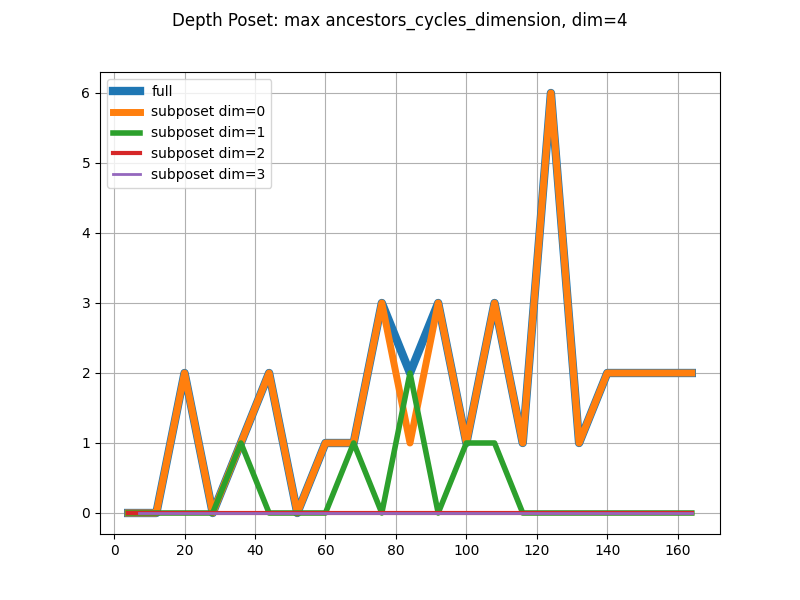 Depth Poset: max ancestors_cycles_dimension, dim=4
full
subposet dim=0
subposet dim=1
subposet dim=2
subposet dim=3
6
5
4
3
2
1
0
0 20 40 60 80 100 120 140 160